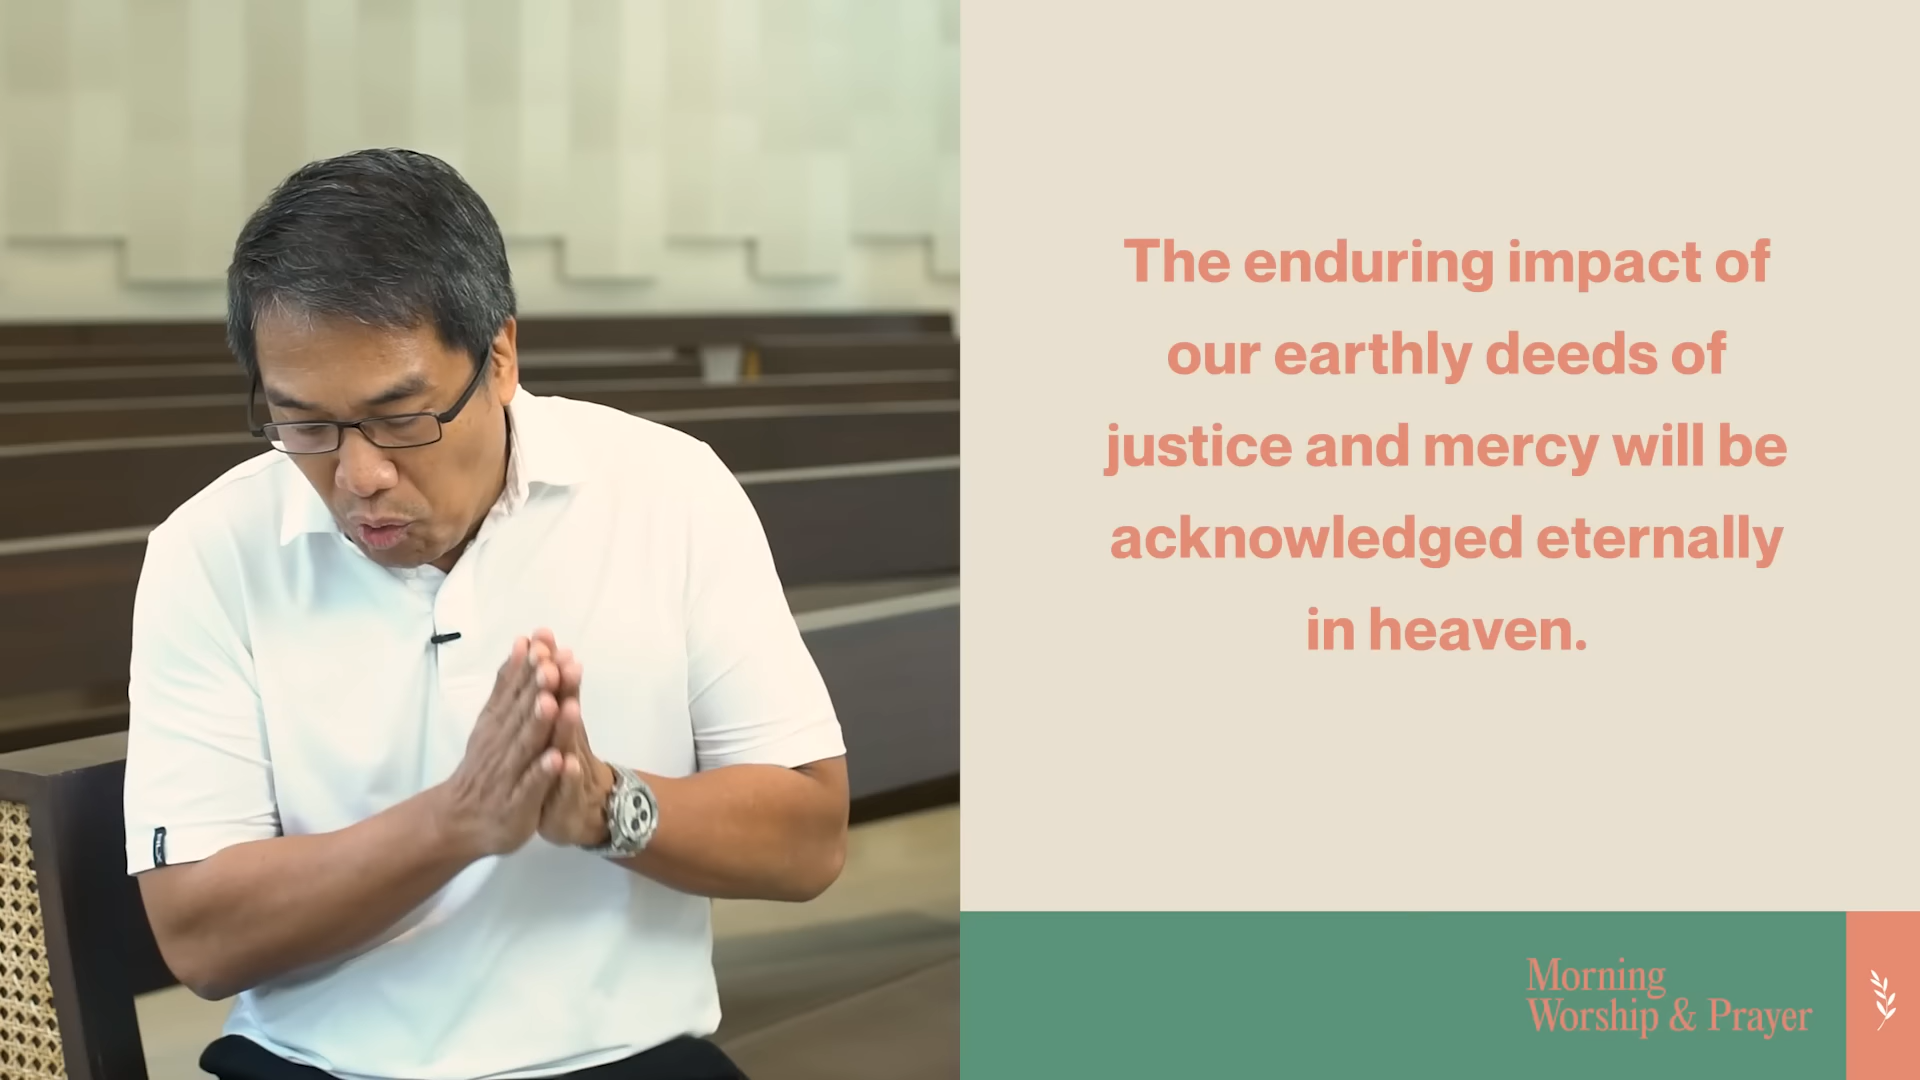 The enduring impact of
our earthly deeds of
justice and mercy will be
acknowledged eternally
in heaven.
Morning
Worship & Prayer